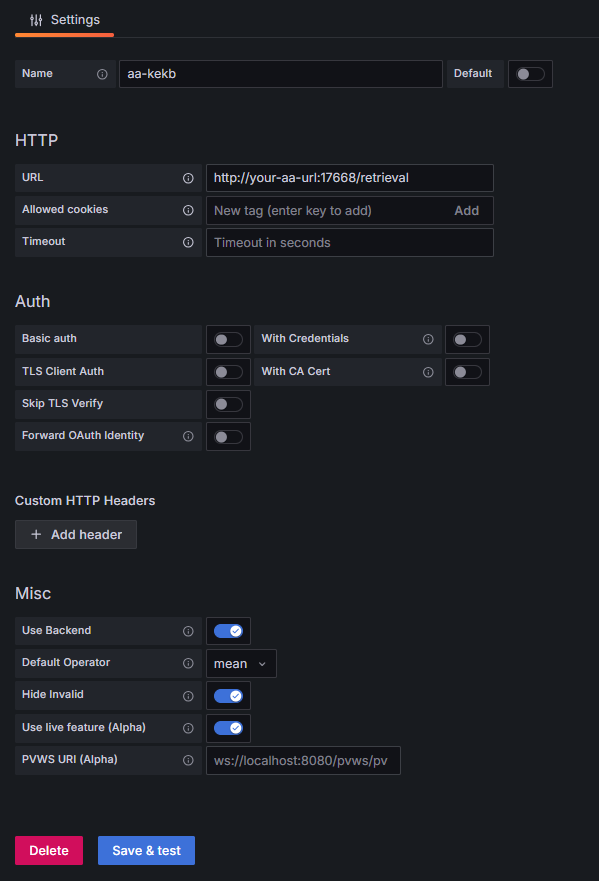 Settings
Name aa-kekb Default
HTTP
URL http://your-aa-url:17668/retrieval
Allowed cookies New tag (enter key to add) Add
Timeout Timeout in seconds
Auth
Basic auth With Credentials
TLS Client Auth With CA Cert
Skip TLS Verify
Forward OAuth Identity
Custom HTTP Headers
+ Add header
Misc
Use Backend
Default Operator mean
Hide Invalid
Use live feature (Alpha)
PVWS URI (Alpha) ws://localhost:8080/pvws/pv
Delete Save & test